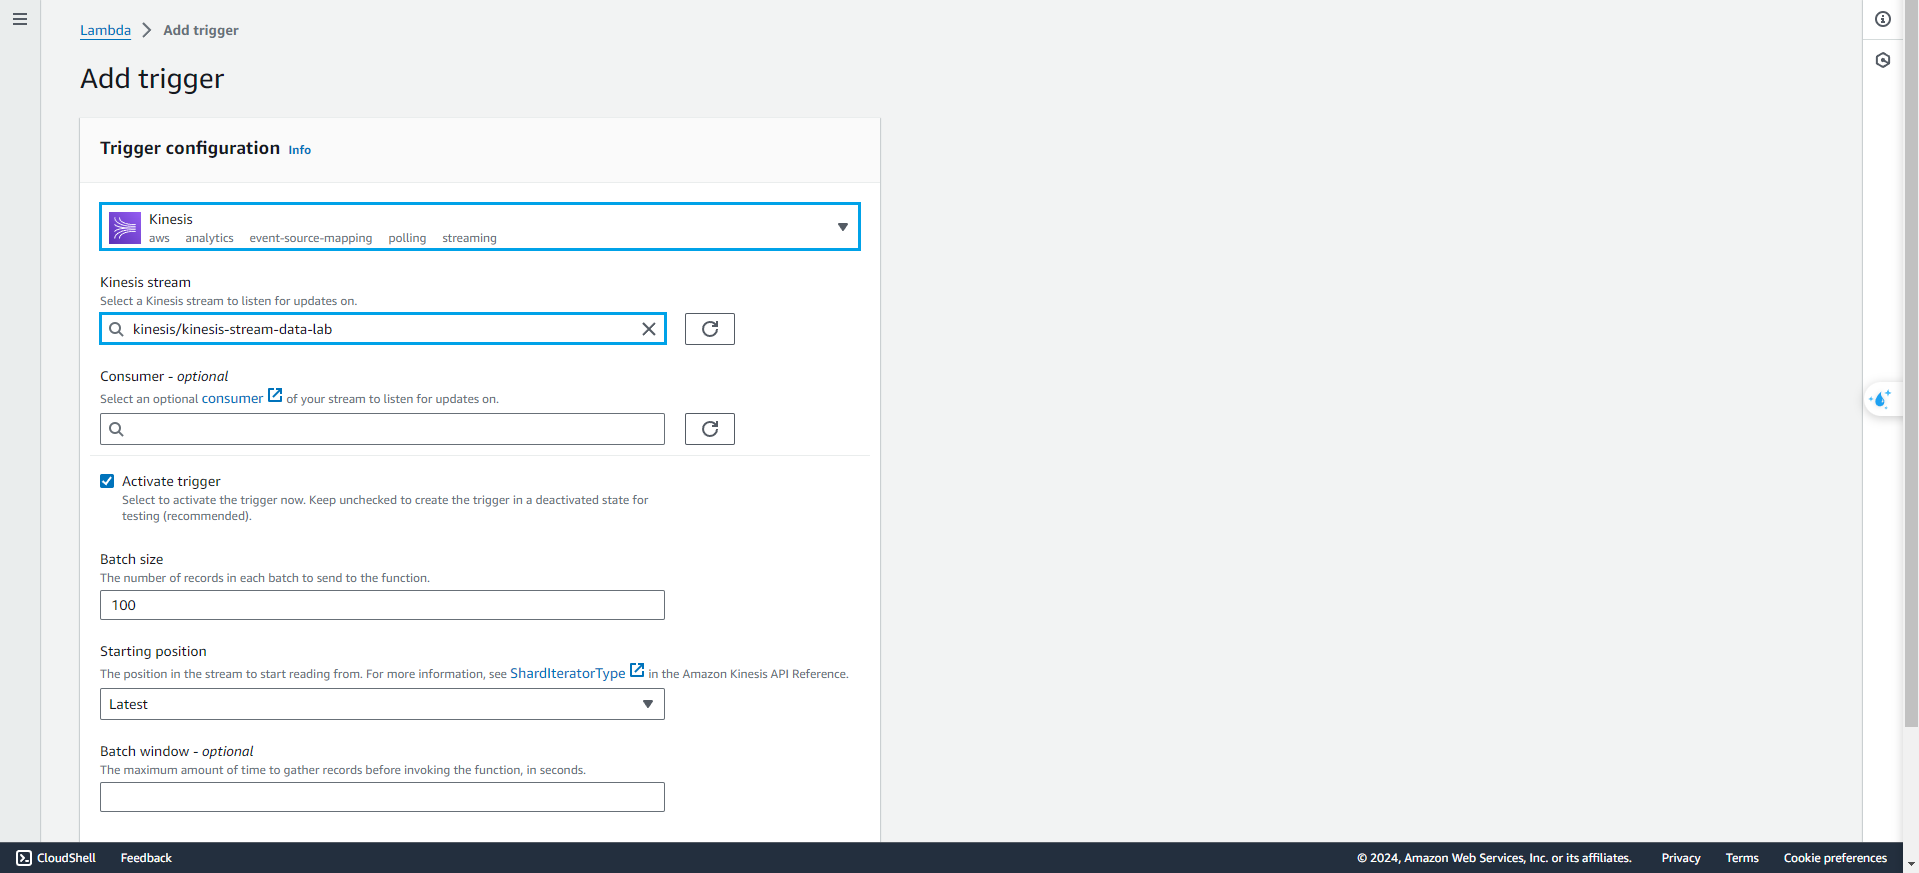 Lambda > Add trigger
Add trigger
Trigger configuration Info
Kinesis
aws analytics event-source-mapping polling streaming
Kinesis stream
Select a Kinesis stream to listen for updates on.
kinesis/kinesis-stream-data-lab
Consumer - optional
Select an optional consumer of your stream to listen for updates on.
Activate trigger
Select to activate the trigger now. Keep unchecked to create the trigger in a deactivated state for
testing (recommended).
Batch size
The number of records in each batch to send to the function.
100
Starting position
The position in the stream to start reading from. For more information, see ShardIteratorType in the Amazon Kinesis API Reference.
Latest
Batch window - optional
The maximum amount of time to gather records before invoking the function, in seconds.
CloudShell Feedback © 2024, Amazon Web Services, Inc. or its affiliates. Privacy Terms Cookie preferences